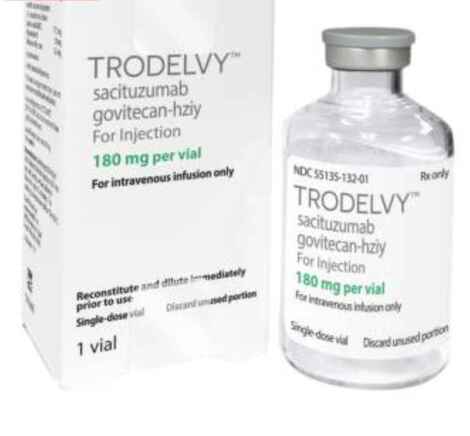 TRODELVY™
sacituzumab
govitecan-hziy
For Injection
180 mg per vial
For intravenous infusion only
Reconstitute and dilute immediately
prior to use
Single-dose vial Discard unused portion
1 vial
NDC 55135-132-01 Rx only
TRODELVY™
sacituzumab
govitecan-hziy
For Injection
180 mg per vial
For intravenous infusion only
Single-dose vial Discard unused portion